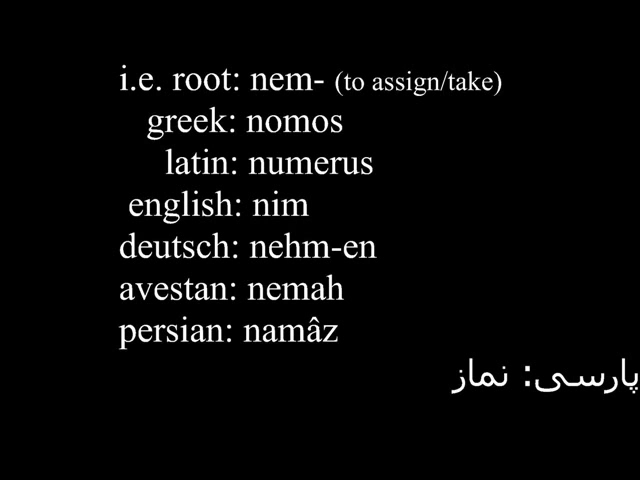 i.e. root: nem- (to assign/take)
greek: nomos
latin: numerus
english: nim
deutsch: nehm-en
avestan: nemah
persian: namâz
پارسی: نماز